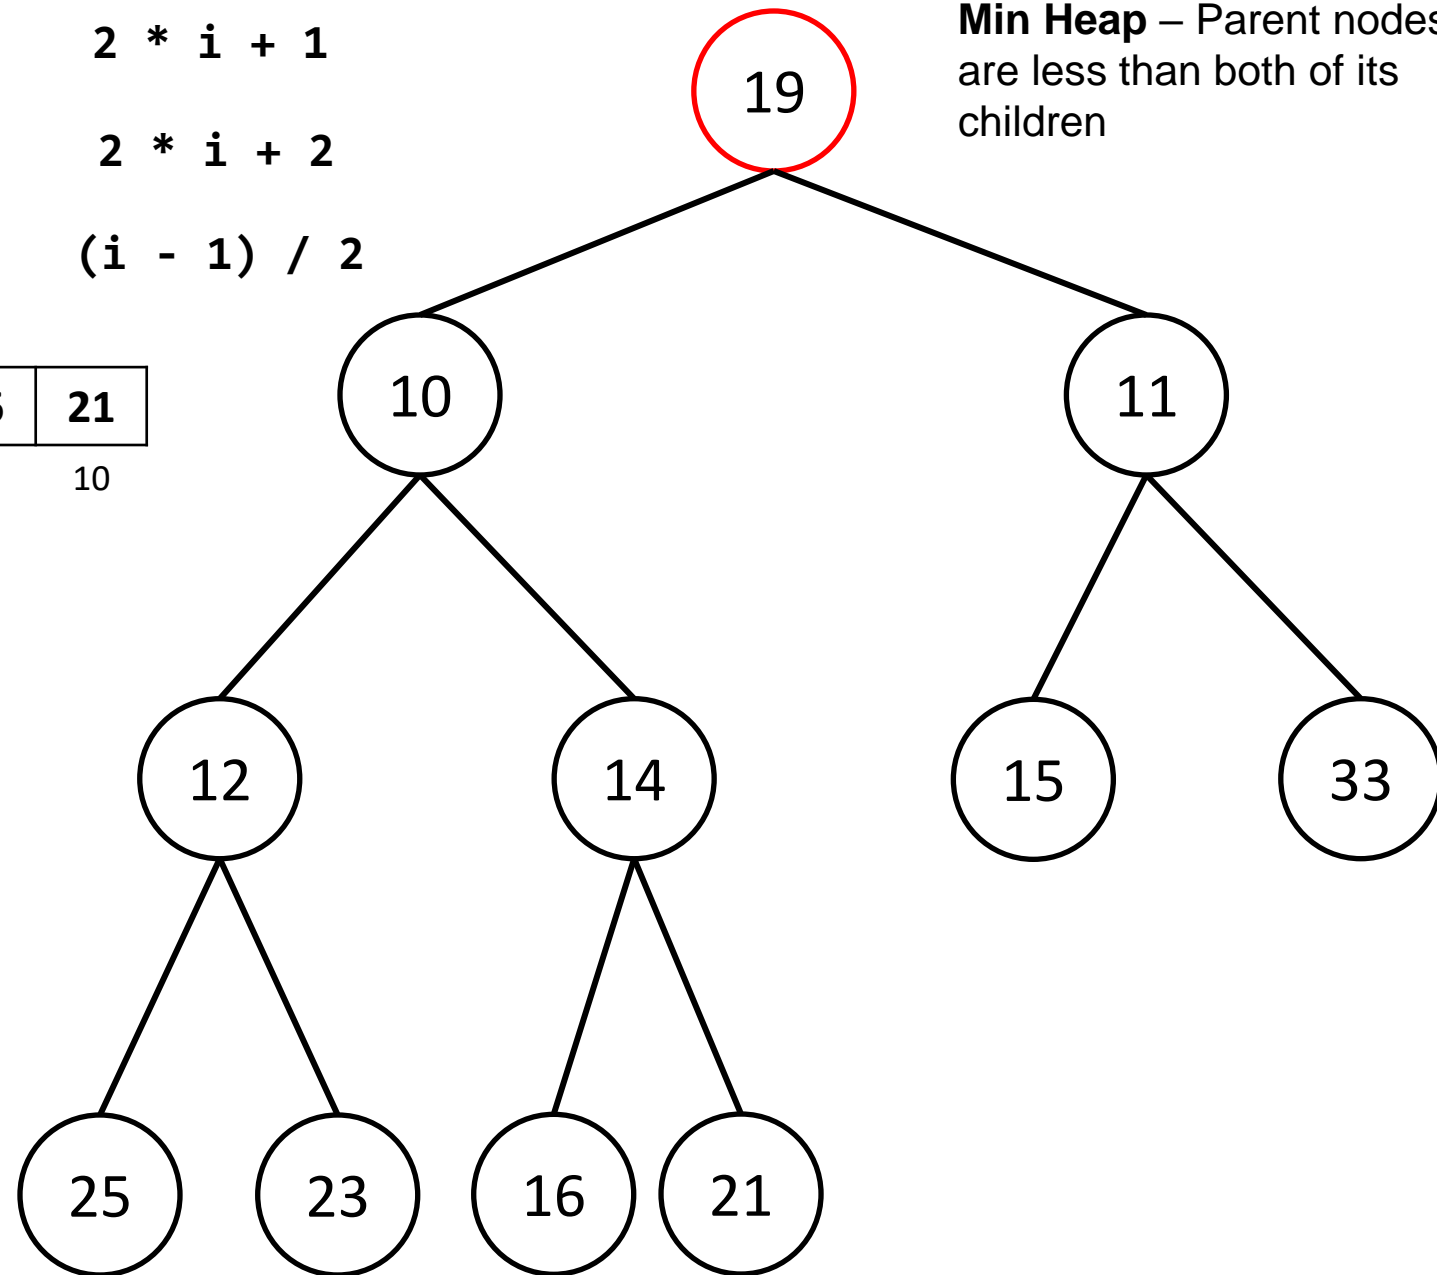 2 * i + 1
2 * i + 2
(i - 1) / 2
Min Heap – Parent nodes
are less than both of its
children
21
10
19
10
11
12
14
15
33
25
23
16
21